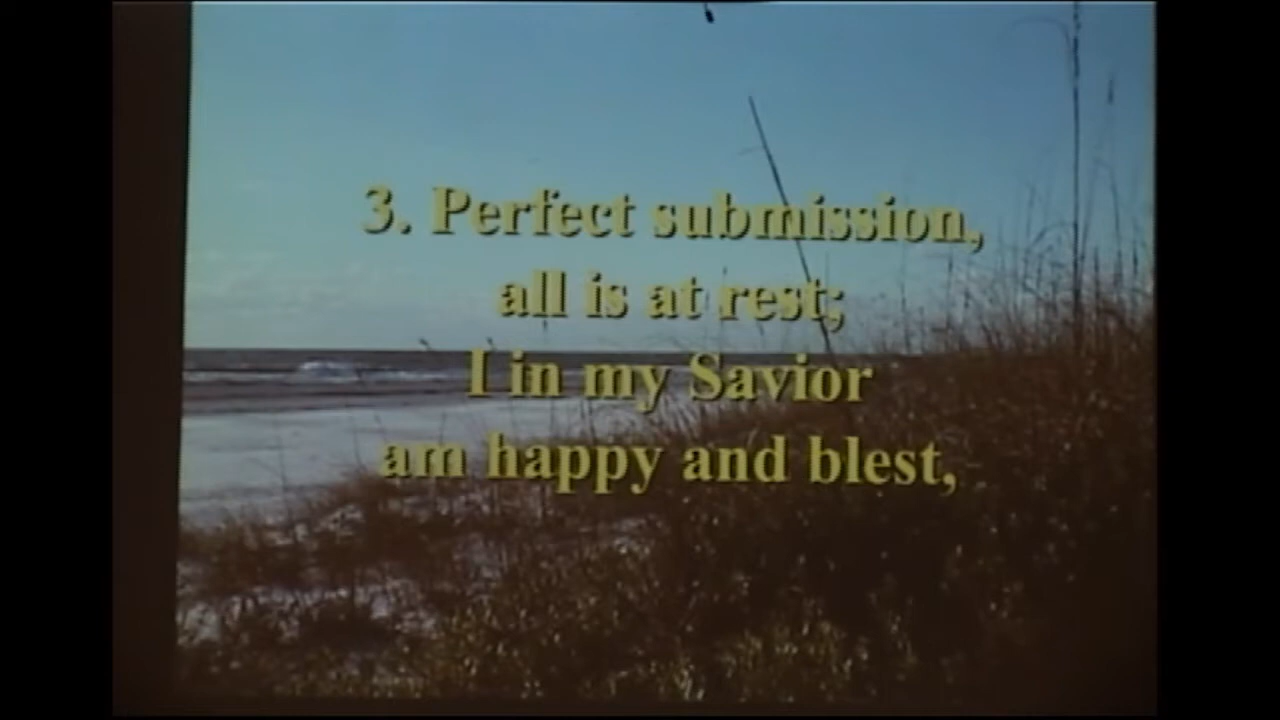 3. Perfect submission,
all is at rest;
I in my Savior
am happy and blest,